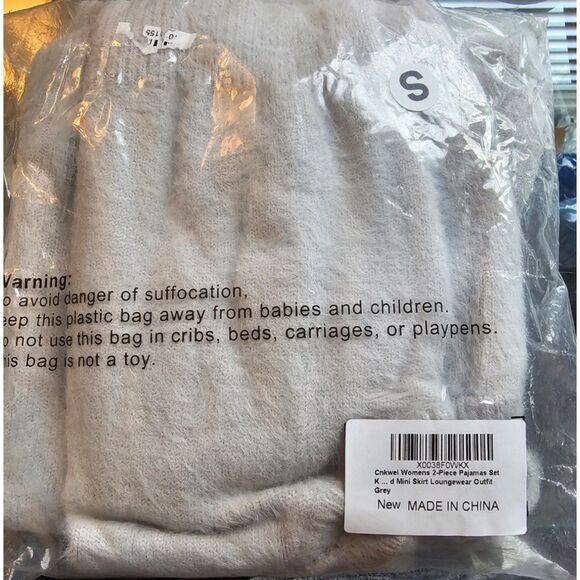 S
Warning:
o avoid danger of suffocation,
eep this plastic bag away from babies and children.
o not use this bag in cribs, beds, carriages, or playpens.
his bag is not a toy.
X0038F0VKX
Cnkwei Womens 2-Piece Pajamas Set
K ... d Mini Skirt Loungewear Outfit
Grey
New MADE IN CHINA